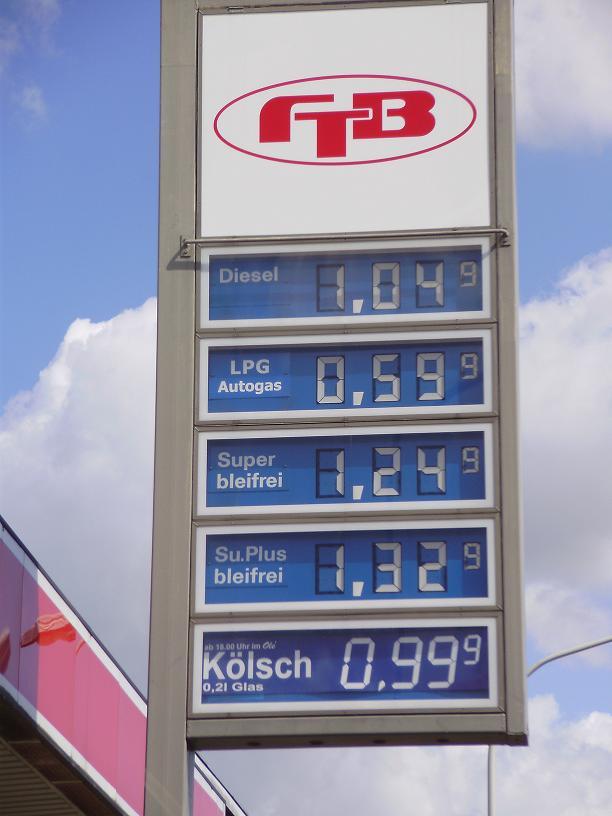 FTB
Diesel 1,04 9
LPG
Autogas 0,59 9
Super
bleifrei 1,24 9
Su.Plus
bleifrei 1,32 9
ab 18.00 Uhr im Olé
Kölsch 0,99 9
0,2l Glas